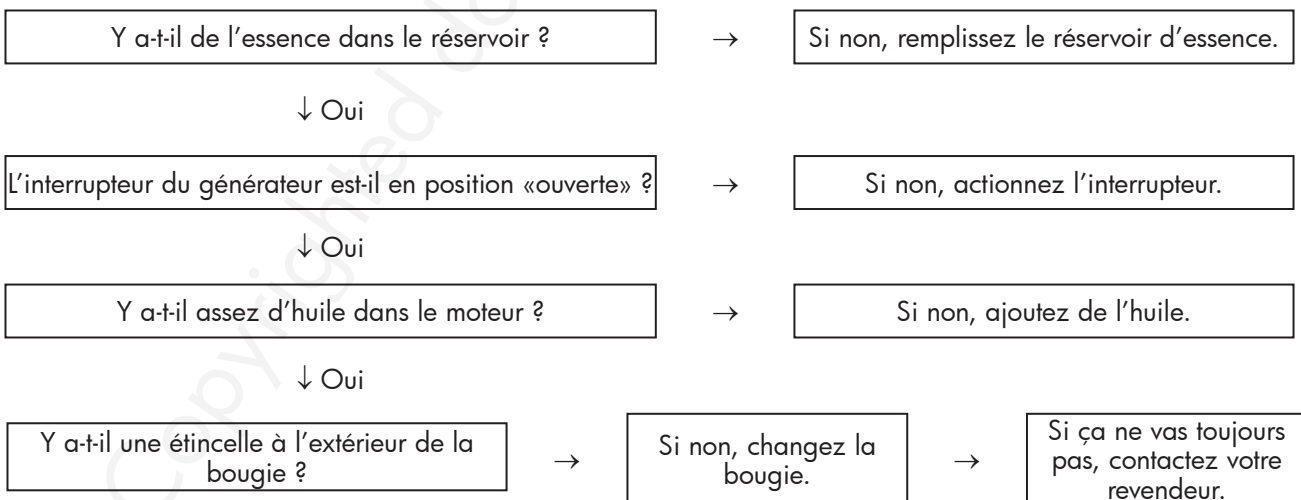 Y a-t-il de l’essence dans le réservoir ? → Si non, remplissez le réservoir d’essence.
↓ Oui
L’interrupteur du générateur est-il en position «ouverte» ? → Si non, actionnez l’interrupteur.
↓ Oui
Y a-t-il assez d’huile dans le moteur ? → Si non, ajoutez de l’huile.
↓ Oui
Y a-t-il une étincelle à l’extérieur de la
bougie ?
→
Si non, changez la
bougie.
→
Si ça ne vas toujours
pas, contactez votre
revendeur.
Copyrighted